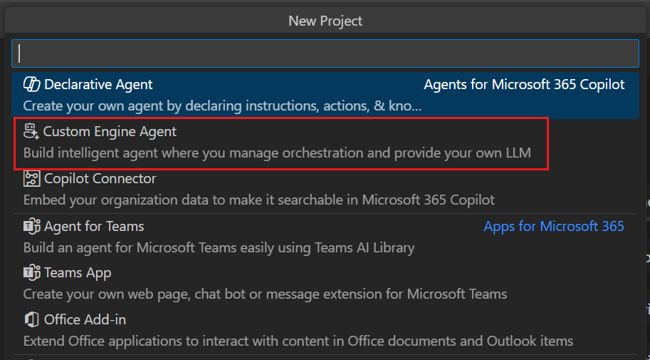 New Project
Declarative Agent Agents for Microsoft 365 Copilot
Create your own agent by declaring instructions, actions, & kno...
Custom Engine Agent
Build intelligent agent where you manage orchestration and provide your own LLM
Copilot Connector
Embed your organization data to make it searchable in Microsoft 365 Copilot
Agent for Teams Apps for Microsoft 365
Build an agent for Microsoft Teams easily using Teams AI Library
Teams App
Create your own web page, chat bot or message extension for Microsoft Teams
Office Add-in
Extend Office applications to interact with content in Office documents and Outlook items